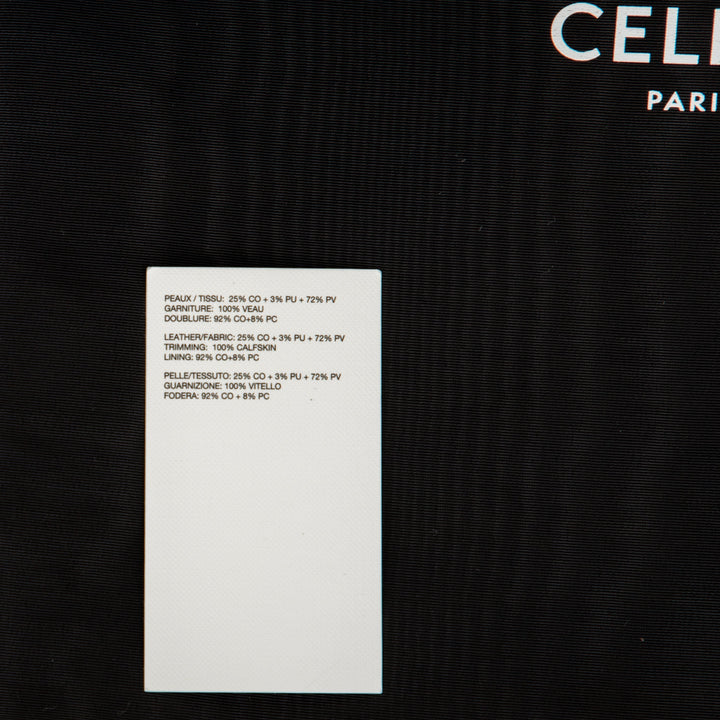 CELI
PARI
PEAUX / TISSU: 25% CO + 3% PU + 72% PV
GARNITURE: 100% VEAU
DOUBLURE: 92% CO+8% PC
LEATHER/FABRIC: 25% CO + 3% PU + 72% PV
TRIMMING: 100% CALFSKIN
LINING: 92% CO+8% PC
PELLE/TESSUTO: 25% CO + 3% PU + 72% PV
GUARNIZIONE: 100% VITELLO
FODERA: 92% CO + 8% PC